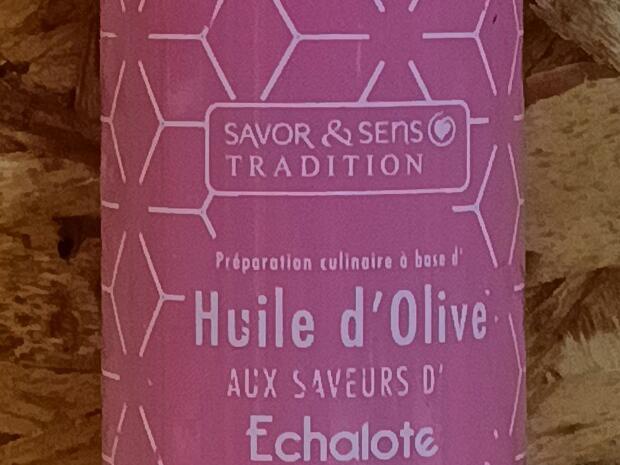 SAVOR & SENS
TRADITION
Préparation culinaire à base d'
Huile d'Olive
AUX SAVEURS D'
Echalote